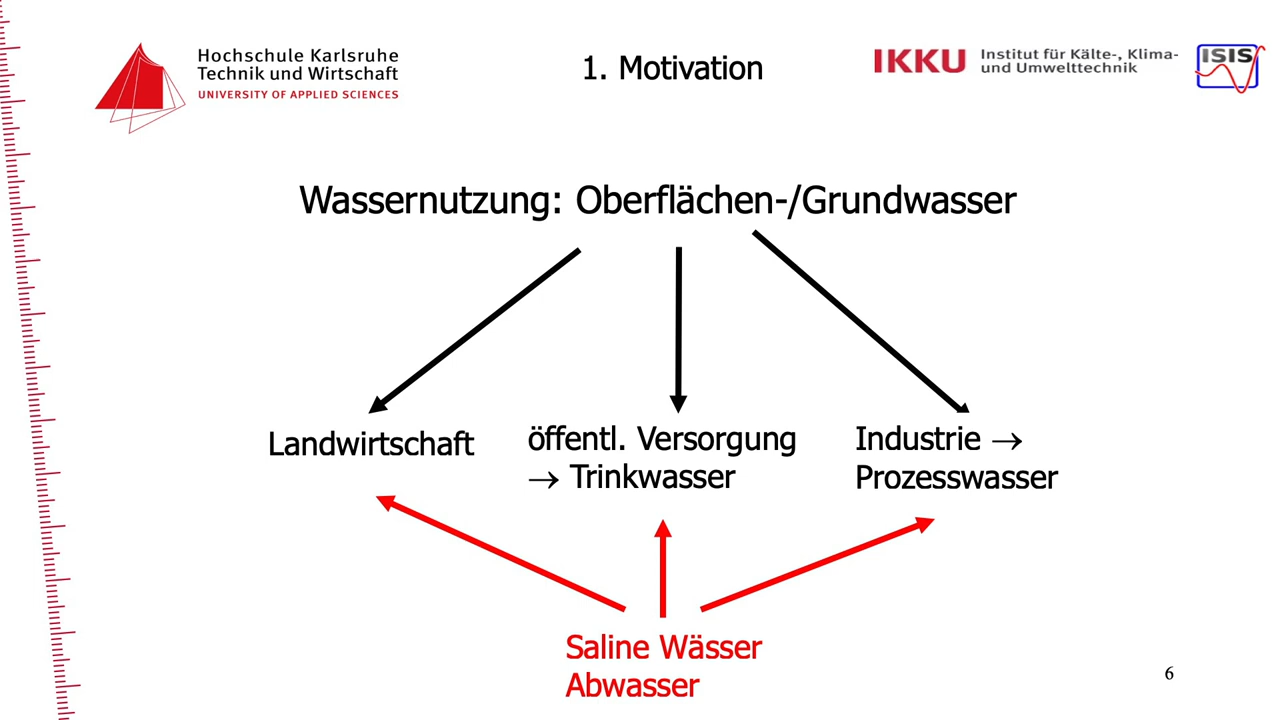 Hochschule Karlsruhe
Technik und Wirtschaft
UNIVERSITY OF APPLIED SCIENCES
1. Motivation
IKKU Institut für Kälte-, Klima-
und Umwelttechnik
ISIS
Wassernutzung: Oberflächen-/Grundwasser
Landwirtschaft
öffentl. Versorgung
→ Trinkwasser
Industrie →
Prozesswasser
Saline Wässer
Abwasser
6